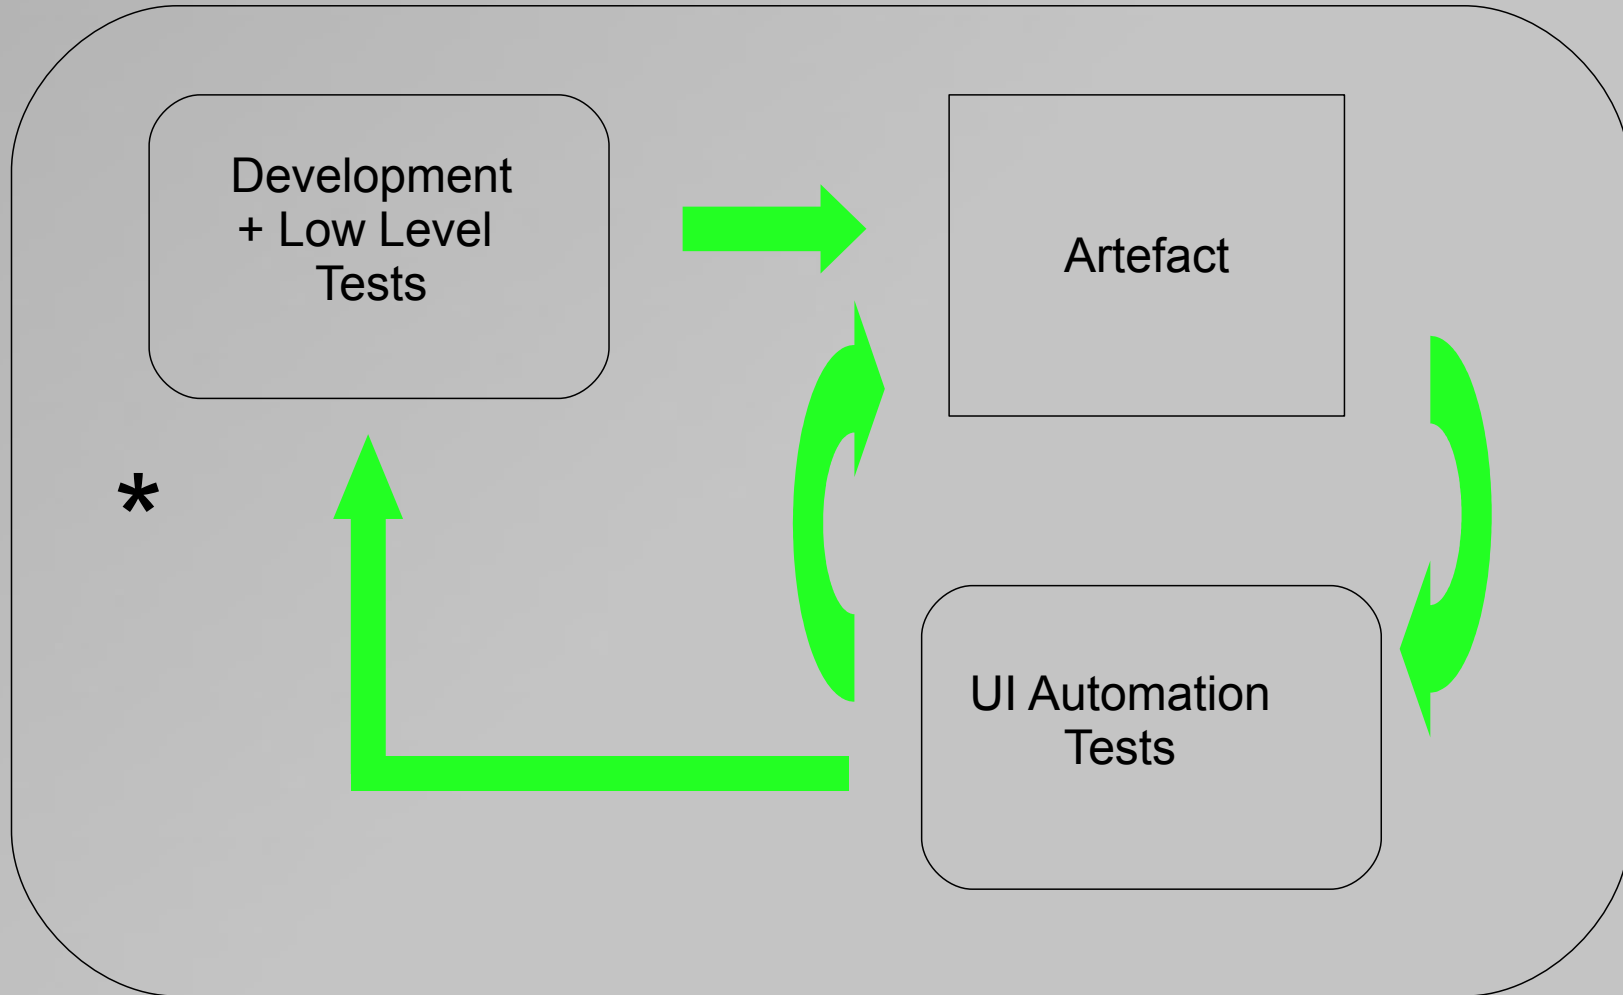 Development
+ Low Level
Tests
Artefact
*
UI Automation
Tests